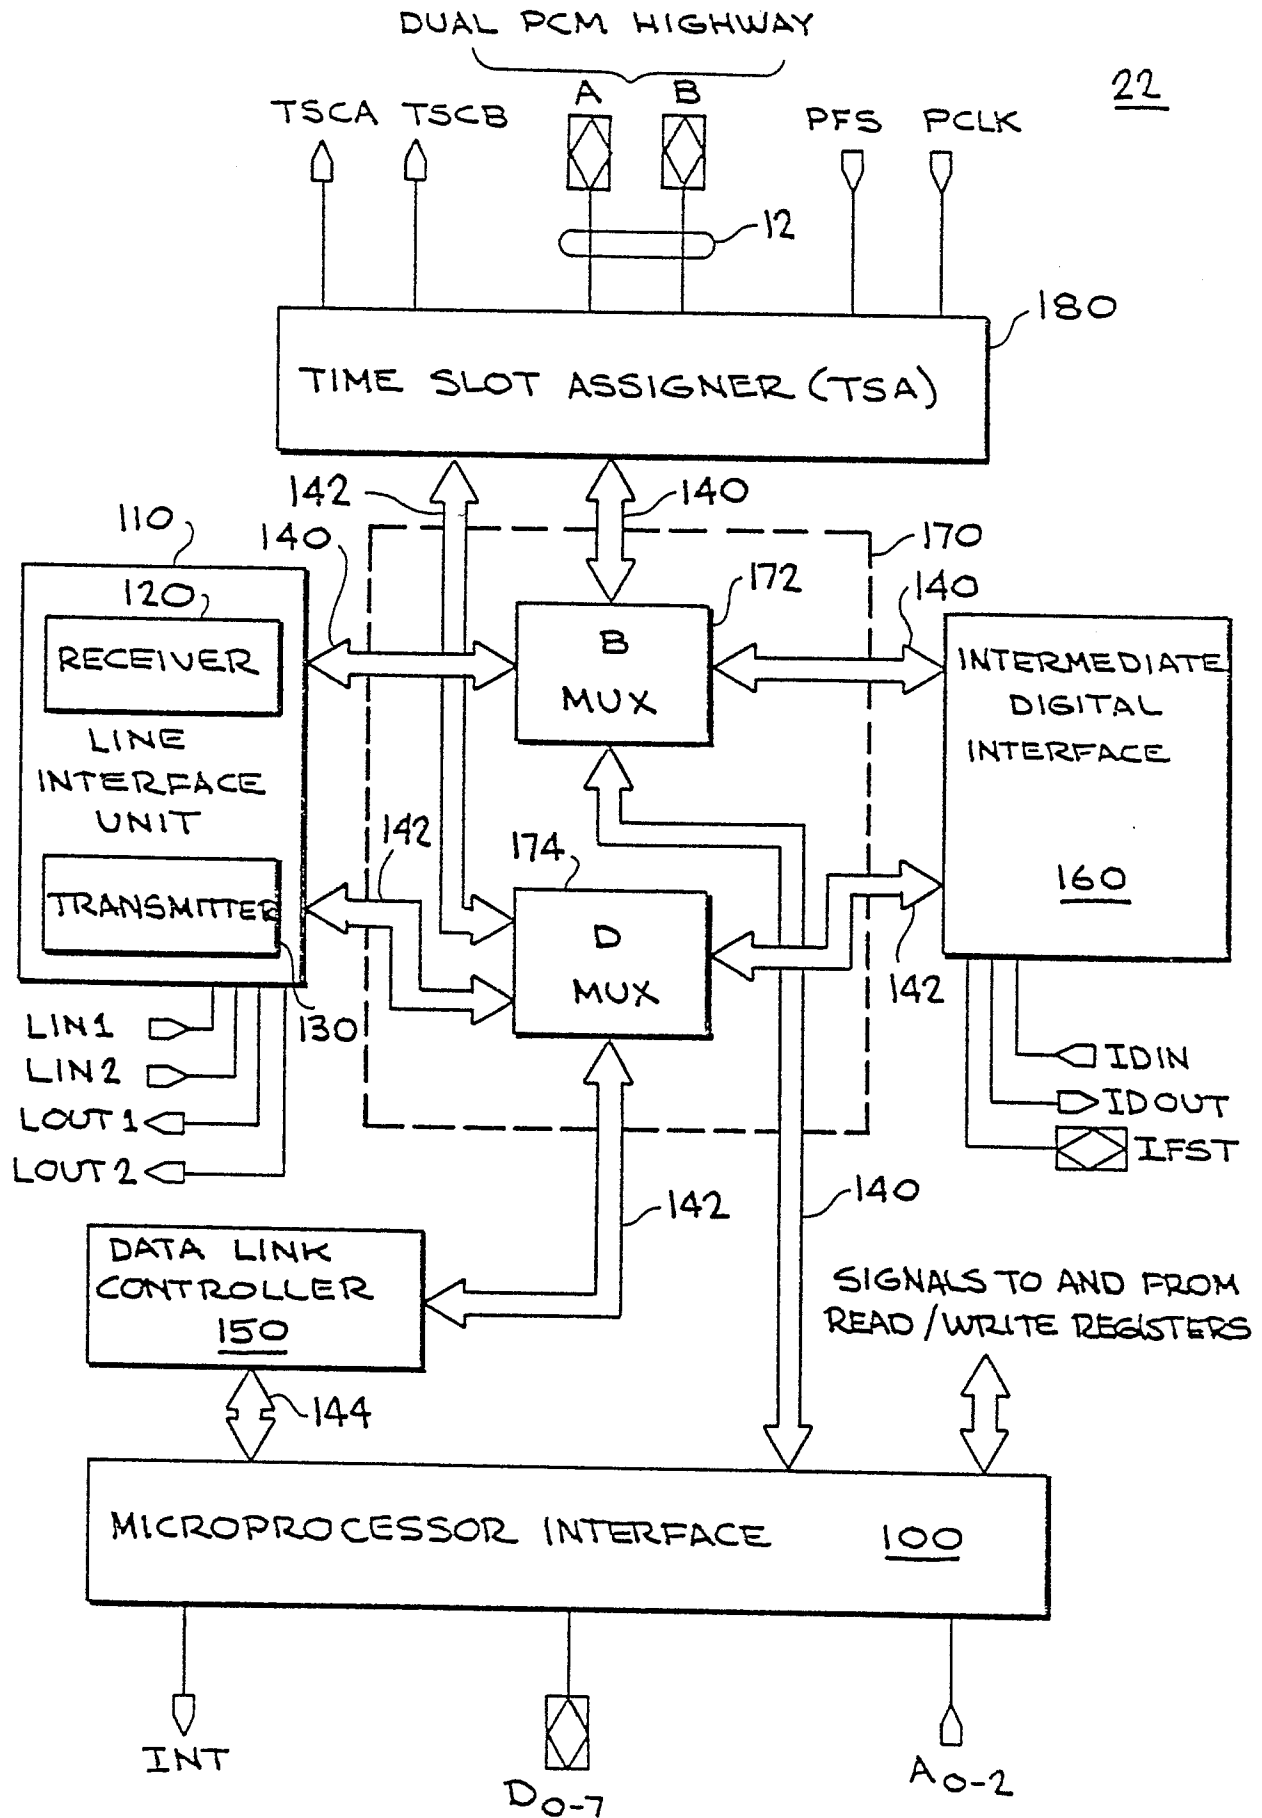 DUAL PCM HIGHWAY
22
A
B
TSCA
TSCB
PFS
PCLK
12
180
TIME SLOT ASSIGNER (TSA)
142
140
110
140
170
172
140
120
RECEIVER
LINE
INTERFACE
UNIT
TRANSMITTER
130
B
MUX
INTERMEDIATE
DIGITAL
INTERFACE
160
142
174
D
MUX
142
LIN1
LIN2
LOUT1
LOUT2
IDIN
IDOUT
IFST
142
140
DATA LINK
CONTROLLER
150
SIGNALS TO AND FROM
READ/WRITE REGISTERS
144
MICROPROCESSOR INTERFACE 100
INT
D0-7
A0-2